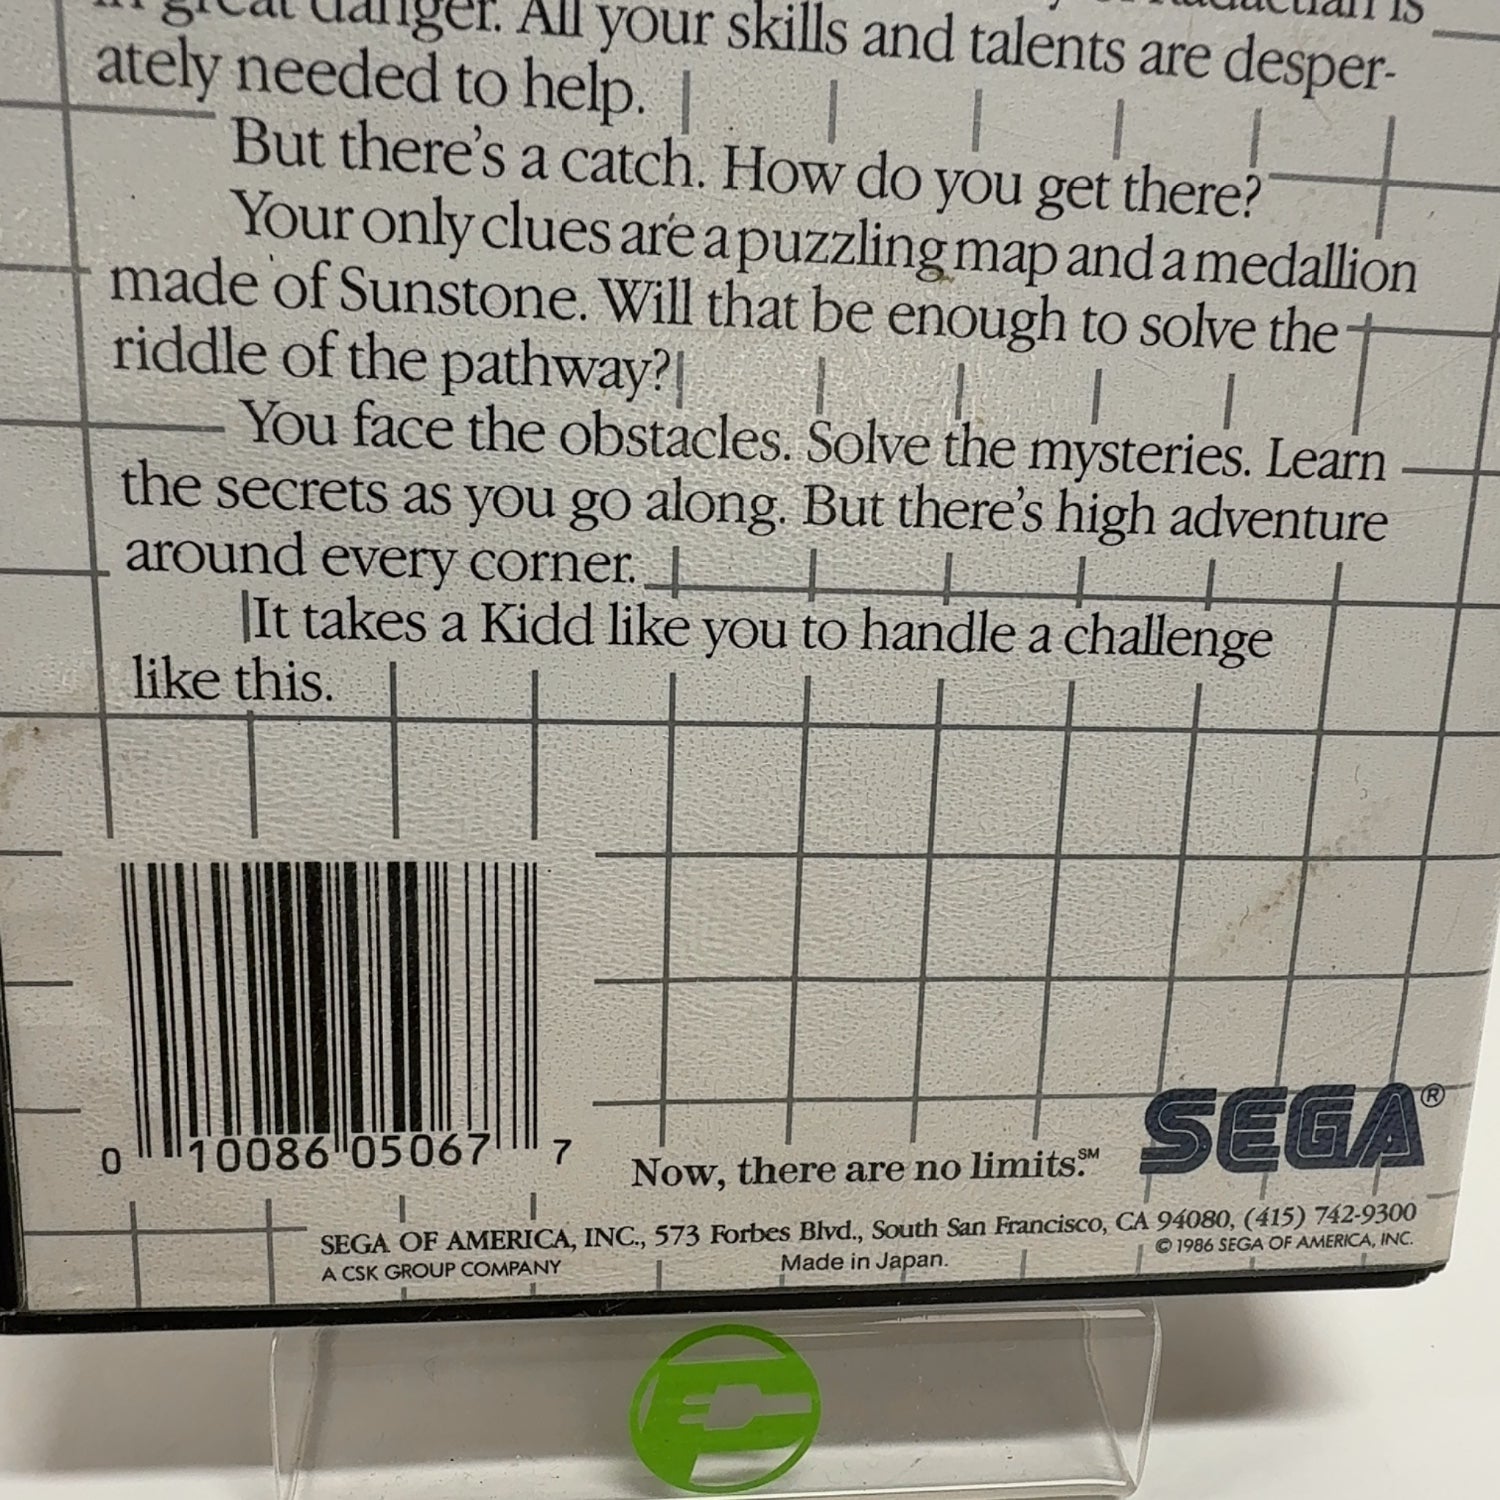 in great danger. All your skills and talents are desper-
ately needed to help.
But there's a catch. How do you get there?
Your only clues are a puzzling map and a medallion
made of Sunstone. Will that be enough to solve the
riddle of the pathway?
You face the obstacles. Solve the mysteries. Learn
the secrets as you go along. But there's high adventure
around every corner.
It takes a Kidd like you to handle a challenge
like this.
0 10086 05067 7
Now, there are no limits.℠
SEGA®
SEGA OF AMERICA, INC., 573 Forbes Blvd., South San Francisco, CA 94080, (415) 742-9300
A CSK GROUP COMPANY
Made in Japan.
© 1986 SEGA OF AMERICA, INC.